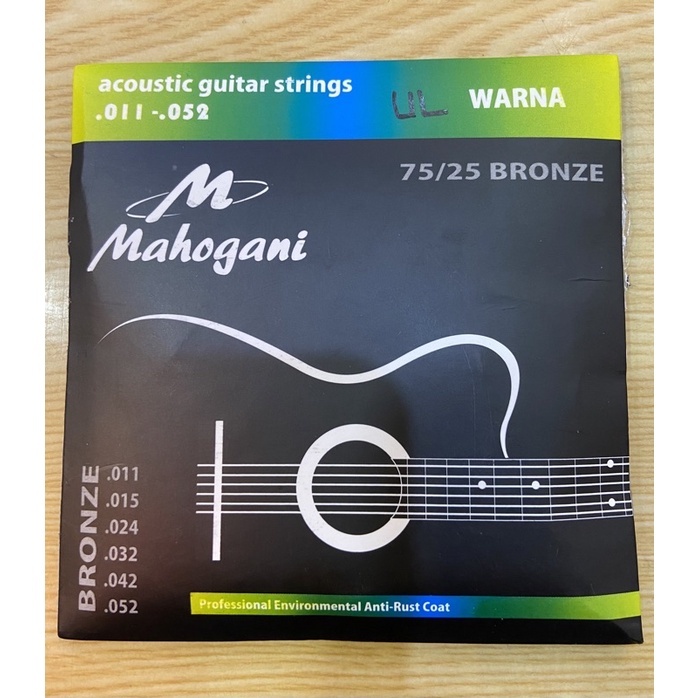 acoustic guitar strings
.011 -.052
UL WARNA
75/25 BRONZE
M
Mahogani
BRONZE
.011
.015
.024
.032
.042
.052
Professional Environmental Anti-Rust Coat